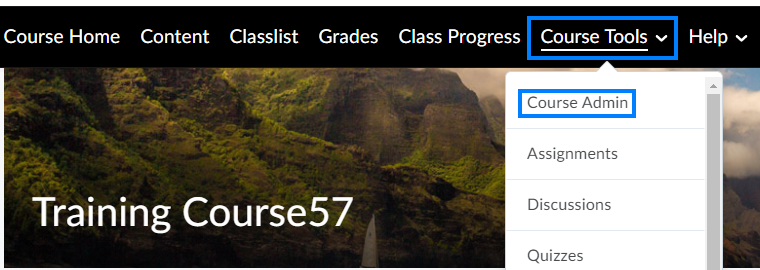 Course Home Content Classlist Grades Class Progress Course Tools Help
Course Admin
Assignments
Discussions
Training Course57
Quizzes